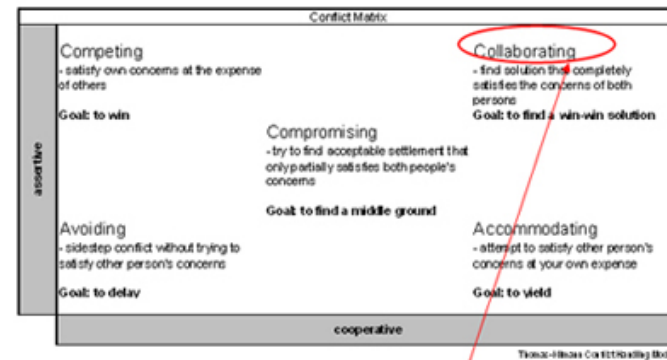 Conflict Matrix
Competing
- satisfy own concerns at the expense
of others
Goal: to win
Collaborating
- find solution that completely
satisfies the concerns of both
persons
Goal: to find a win-win solution
Compromising
- try to find acceptable settlement that
only partially satisfies both people's
concerns
Goal: to find a middle ground
assertive
Avoiding
- sidestep conflict without trying to
satisfy other person's concerns
Goal: to delay
Accommodating
- attempt to satisfy other person's
concerns at your own expense
Goal: to yield
cooperative
Conflict Handling